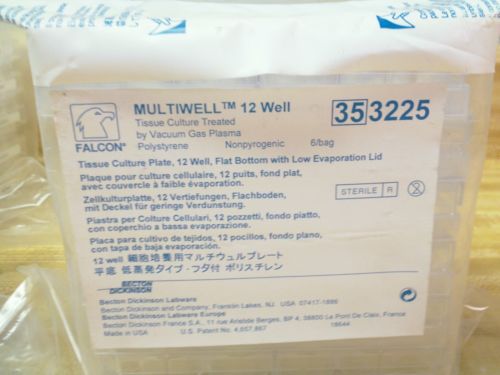 MULTIWELL™ 12 Well
Tissue Culture Treated
by Vacuum Gas Plasma
Polystyrene Nonpyrogenic 6/bag
353225
FALCON®
Tissue Culture Plate, 12 Well, Flat Bottom with Low Evaporation Lid
Plaque pour culture cellulaire, 12 puits, fond plat,
avec couvercle à faible évaporation.
Zellkulturplatte, 12 Vertiefungen, Flachboden,
mit Deckel für geringe Verdunstung.
Piastra per Colture Cellulari, 12 pozzetti, fondo piatto,
con coperchio a bassa evaporazione.
Placa para cultivo de tejidos, 12 pocillos, fondo plano,
con tapa de baja evaporación.
12 well 細胞培養用マルチウェルプレート
平底 低蒸発タイプ・フタ付 ポリスチレン
STERILE R
2
BECTON
DICKINSON
Becton Dickinson Labware
Becton Dickinson and Company, Franklin Lakes, NJ. USA 07417-1886
Becton Dickinson Labware Europe
Becton Dickinson France S.A., 11 rue Aristide Berges, BP 4, 38800 Le Pont De Claix, France
Made in USA U.S. Patent No. 4,657,867 18644